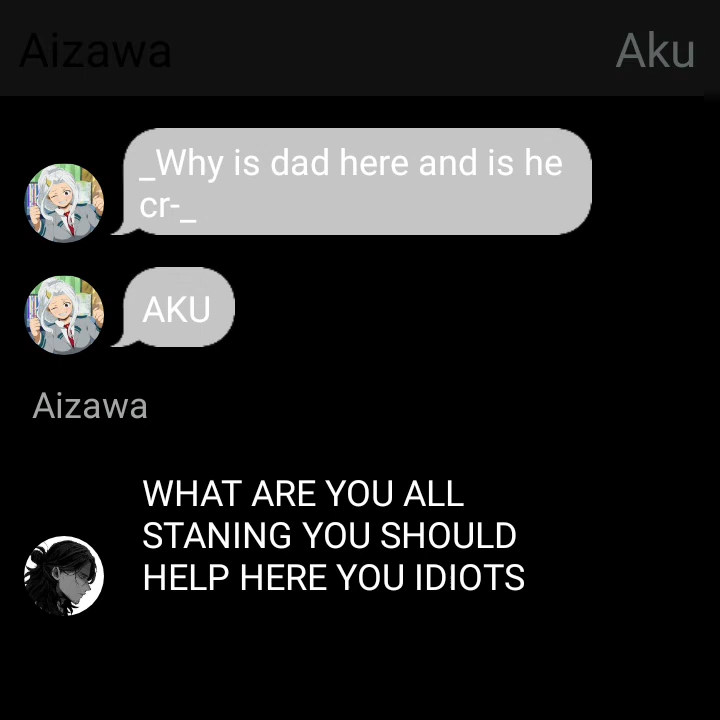 Aizawa
Aku
_Why is dad here and is he
cr-_
AKU
Aizawa
WHAT ARE YOU ALL
STANING YOU SHOULD
HELP HERE YOU IDIOTS